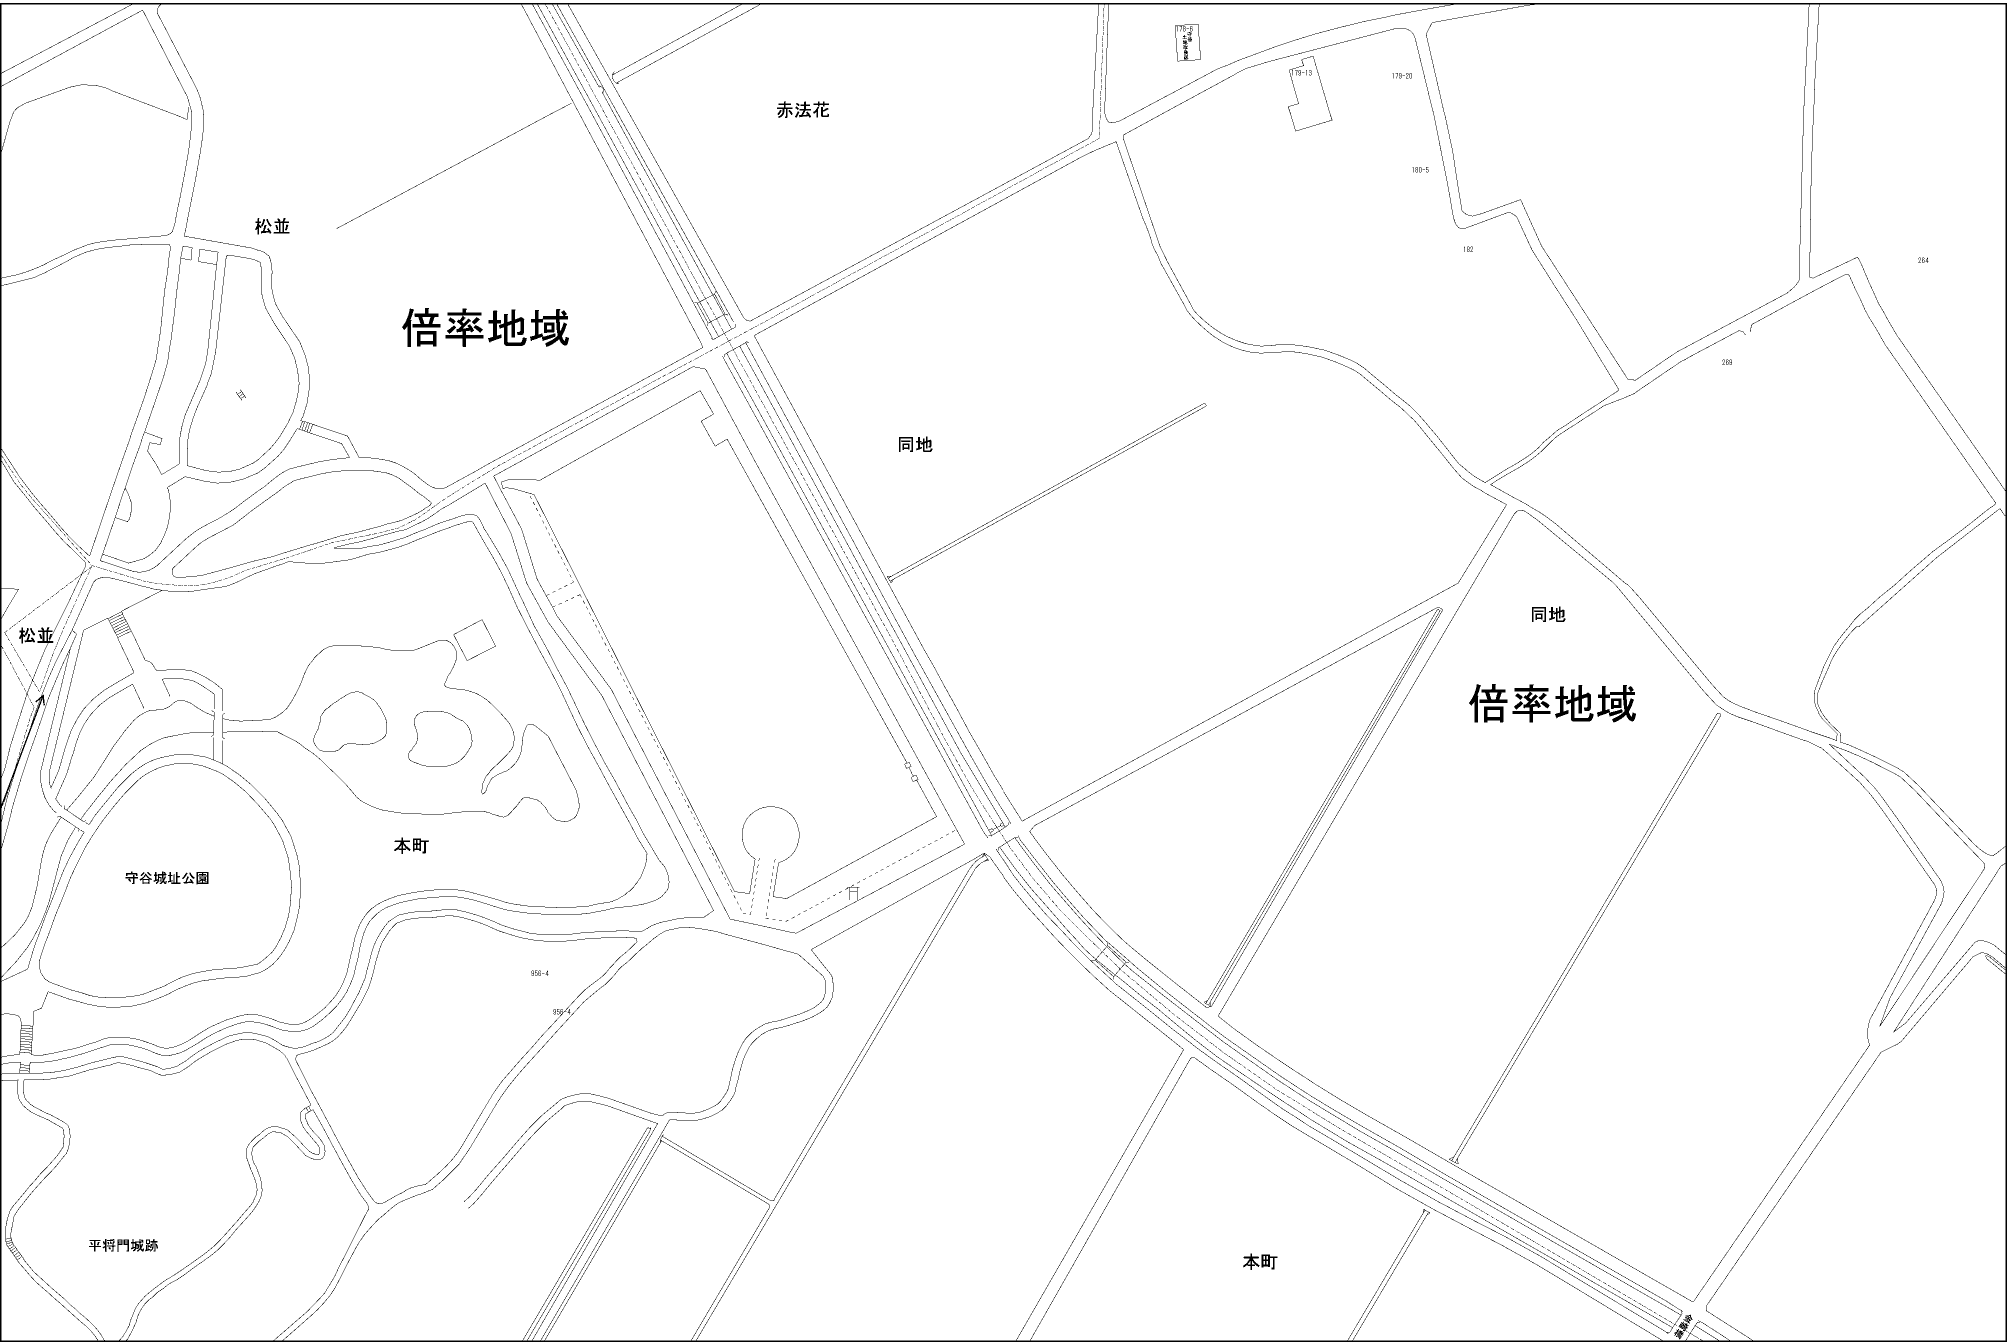 179-13
179-20
赤法花
180-5
松並
182
264
倍率地域
269
同地
同地
松並
倍率地域
本町
守谷城址公園
956-4
956-4
平将門城跡
本町